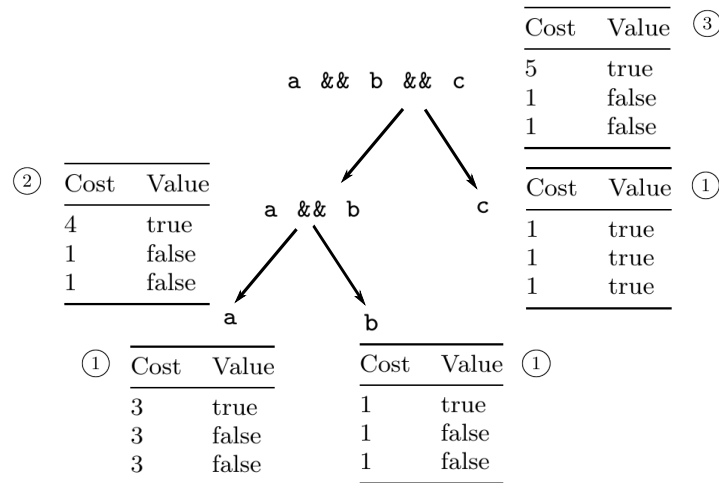 Cost Value ③
5 true
1 false
1 false
a && b && c
② Cost Value
4 true
1 false
1 false
Cost Value ①
1 true
1 true
1 true
a && b
c
a
b
① Cost Value
3 true
3 false
3 false
Cost Value ①
1 true
1 false
1 false